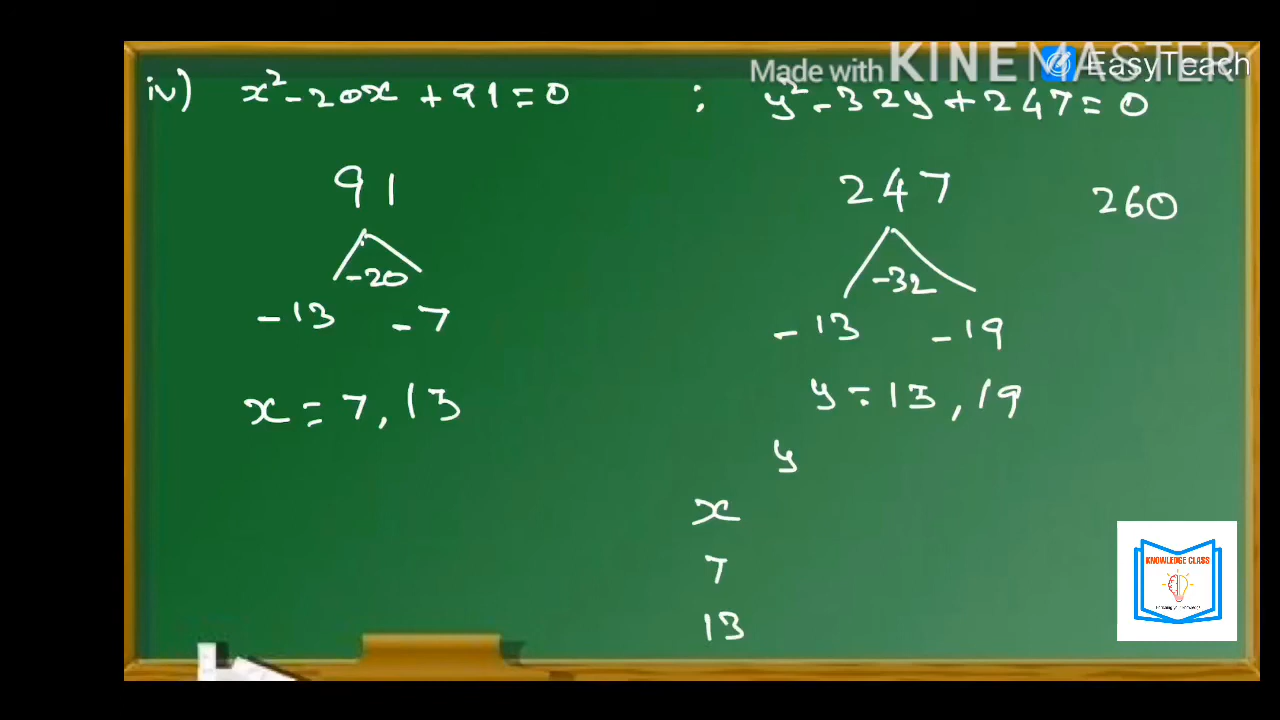 Made with KINEMASTER
EasyTeach
iv) x²-20x +91=0 : y²-32y+247=0
91 247 260
-20 -32
-13 -7 -13 -19
x = 7, 13 y = 13, 19
y
x
7
13
KNOWLEDGE CLASS